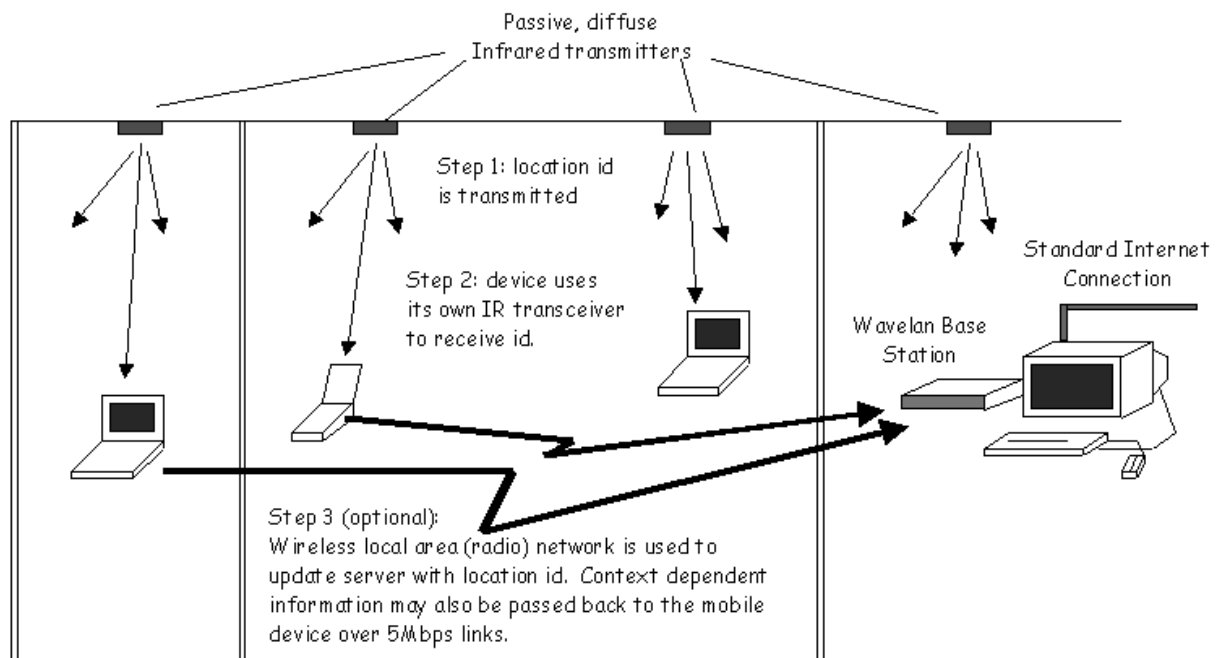 Passive, diffuse
Infrared transmitters
Step 1: location id
is transmitted
Step 2: device uses
its own IR transceiver
to receive id.
Standard Internet
Connection
Wavelan Base
Station
Step 3 (optional):
Wireless local area (radio) network is used to
update server with location id.  Context dependent
information may also be passed back to the mobile
device over 5Mbps links.